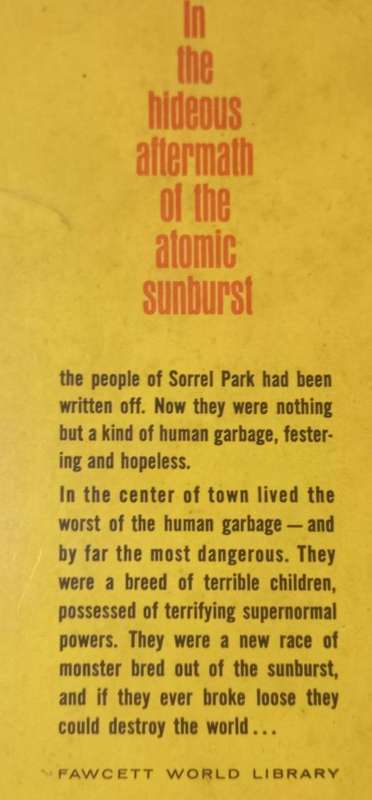 In
the
hideous
aftermath
of the
atomic
sunburst
the people of Sorrel Park had been
written off. Now they were nothing
but a kind of human garbage, fester-
ing and hopeless.
In the center of town lived the
worst of the human garbage — and
by far the most dangerous. They
were a breed of terrible children,
possessed of terrifying supernormal
powers. They were a new race of
monster bred out of the sunburst,
and if they ever broke loose they
could destroy the world ...
FAWCETT WORLD LIBRARY